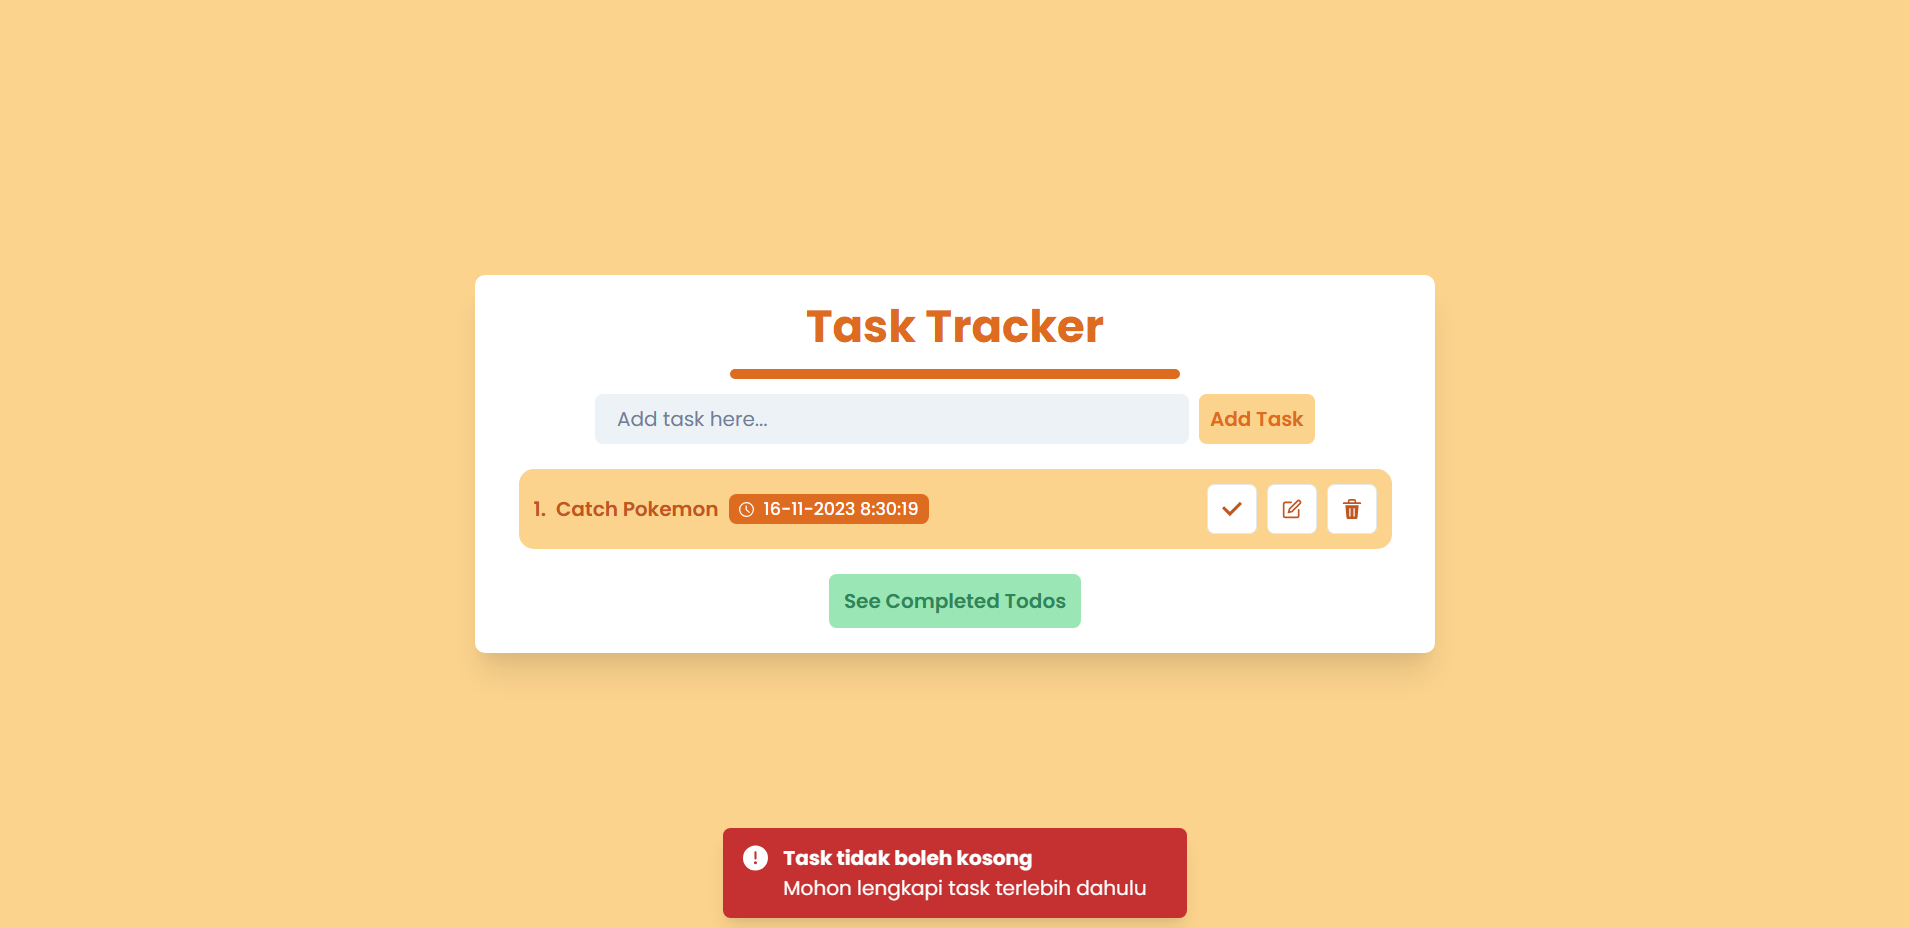 Task Tracker
Add task here...
Add Task
1. Catch Pokemon 16-11-2023 8:30:19
See Completed Todos
Task tidak boleh kosong
Mohon lengkapi task terlebih dahulu